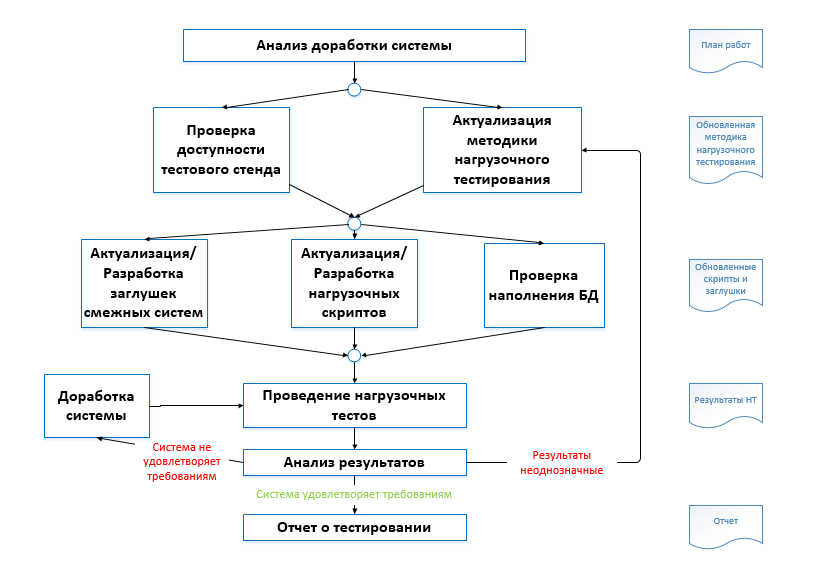 Анализ доработки системы
План работ
Проверка
доступности
тестового стенда
Актуализация
методики
нагрузочного
тестирования
Обновленная
методика
нагрузочного
тестирования
Актуализация/
Разработка
заглушек
смежных систем
Актуализация/
Разработка
нагрузочных
скриптов
Проверка
наполнения БД
Обновленные
скрипты и
заглушки
Доработка
системы
Проведение нагрузочных
тестов
Результаты НТ
Система не
удовлетворяет
требованиям
Анализ результатов
Результаты
неоднозначные
Система удовлетворяет требованиям
Отчет о тестировании
Отчет